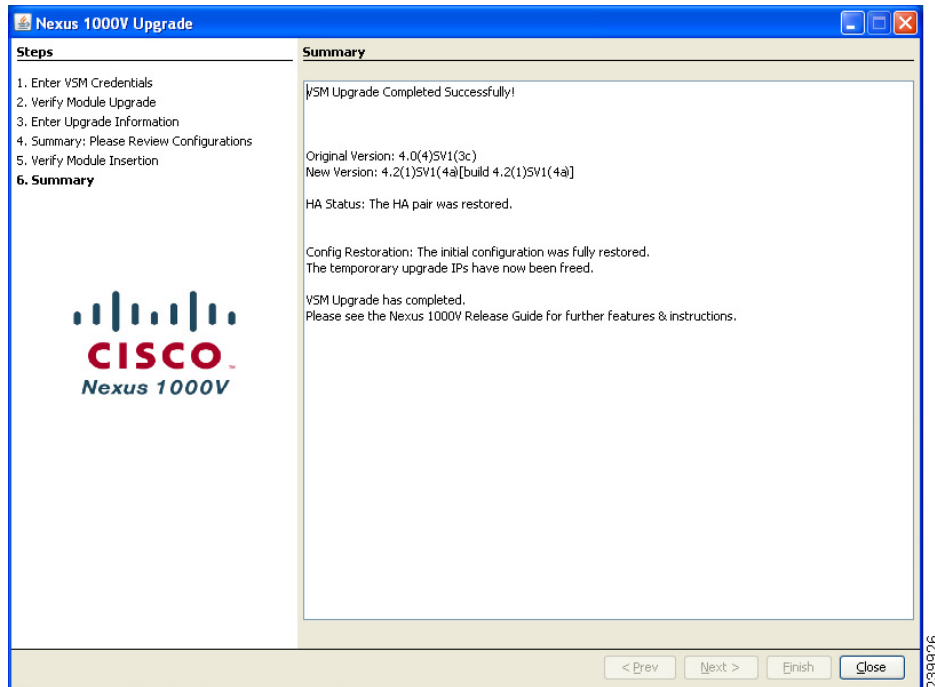 Nexus 1000V Upgrade
Steps
1. Enter VSM Credentials
2. Verify Module Upgrade
3. Enter Upgrade Information
4. Summary: Please Review Configurations
5. Verify Module Insertion
6. Summary
CISCO
Nexus 1000V
Summary
VSM Upgrade Completed Successfully!
Original Version: 4.0(4)SV1(3c)
New Version: 4.2(1)SV1(4a)[build 4.2(1)SV1(4a)]
HA Status: The HA pair was restored.
Config Restoration: The initial configuration was fully restored.
The tempororary upgrade IPs have now been freed.
VSM Upgrade has completed.
Please see the Nexus 1000V Release Guide for further features & instructions.
< Prev
Next >
Finish
Close
239926